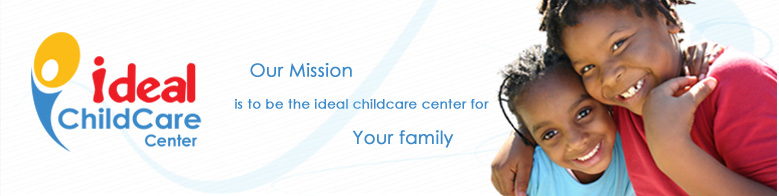 ideal
ChildCare
Center
Our Mission
is to be the ideal childcare center for
Your family